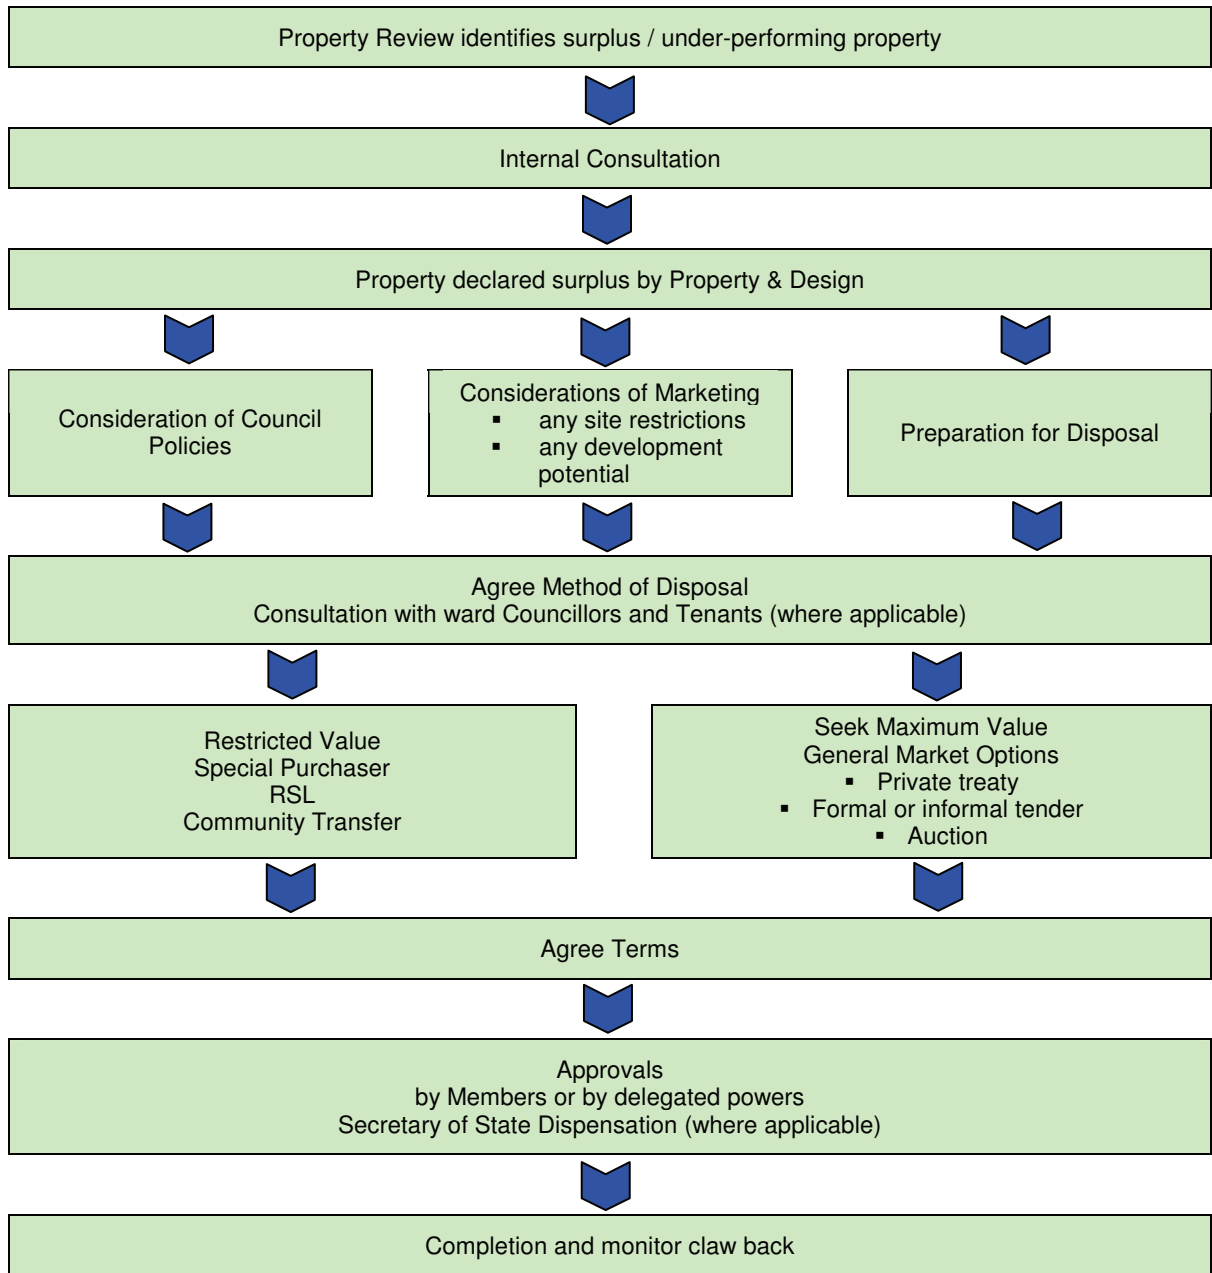 Property Review identifies surplus / under-performing property
Internal Consultation
Property declared surplus by Property & Design
Consideration of Council
Policies
Considerations of Marketing
▪ any site restrictions
▪ any development
potential
Preparation for Disposal
Agree Method of Disposal
Consultation with ward Councillors and Tenants (where applicable)
Restricted Value
Special Purchaser
RSL
Community Transfer
Seek Maximum Value
General Market Options
▪ Private treaty
▪ Formal or informal tender
▪ Auction
Agree Terms
Approvals
by Members or by delegated powers
Secretary of State Dispensation (where applicable)
Completion and monitor claw back